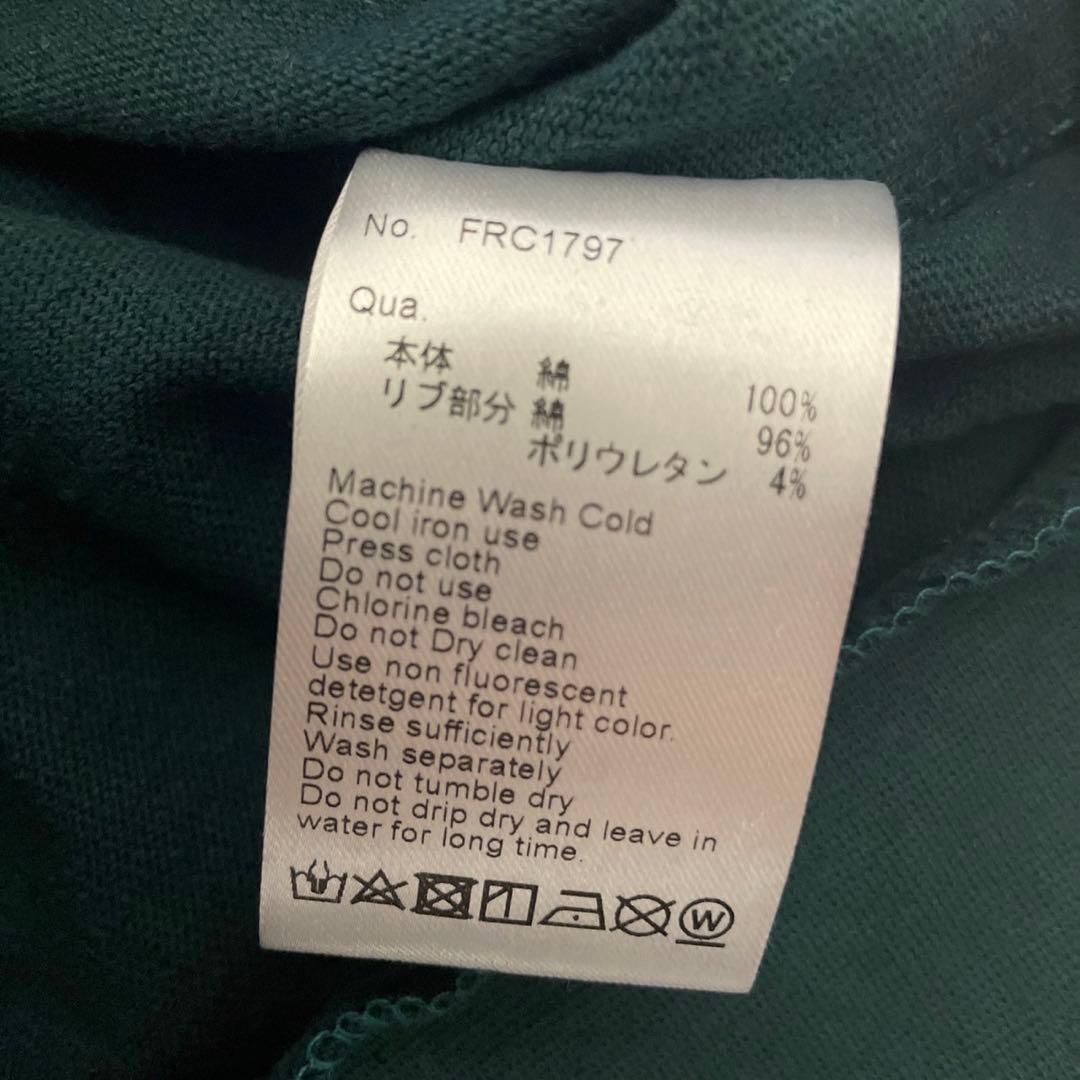 No. FRC1797
Qua.
本体 綿 100%
リブ部分 綿 96%
ポリウレタン 4%
Machine Wash Cold
Cool iron use
Press cloth
Do not use
Chlorine bleach
Do not Dry clean
Use non fluorescent
detetgent for light color.
Rinse sufficiently
Wash separately
Do not tumble dry
Do not drip dry and leave in
water for long time.
W